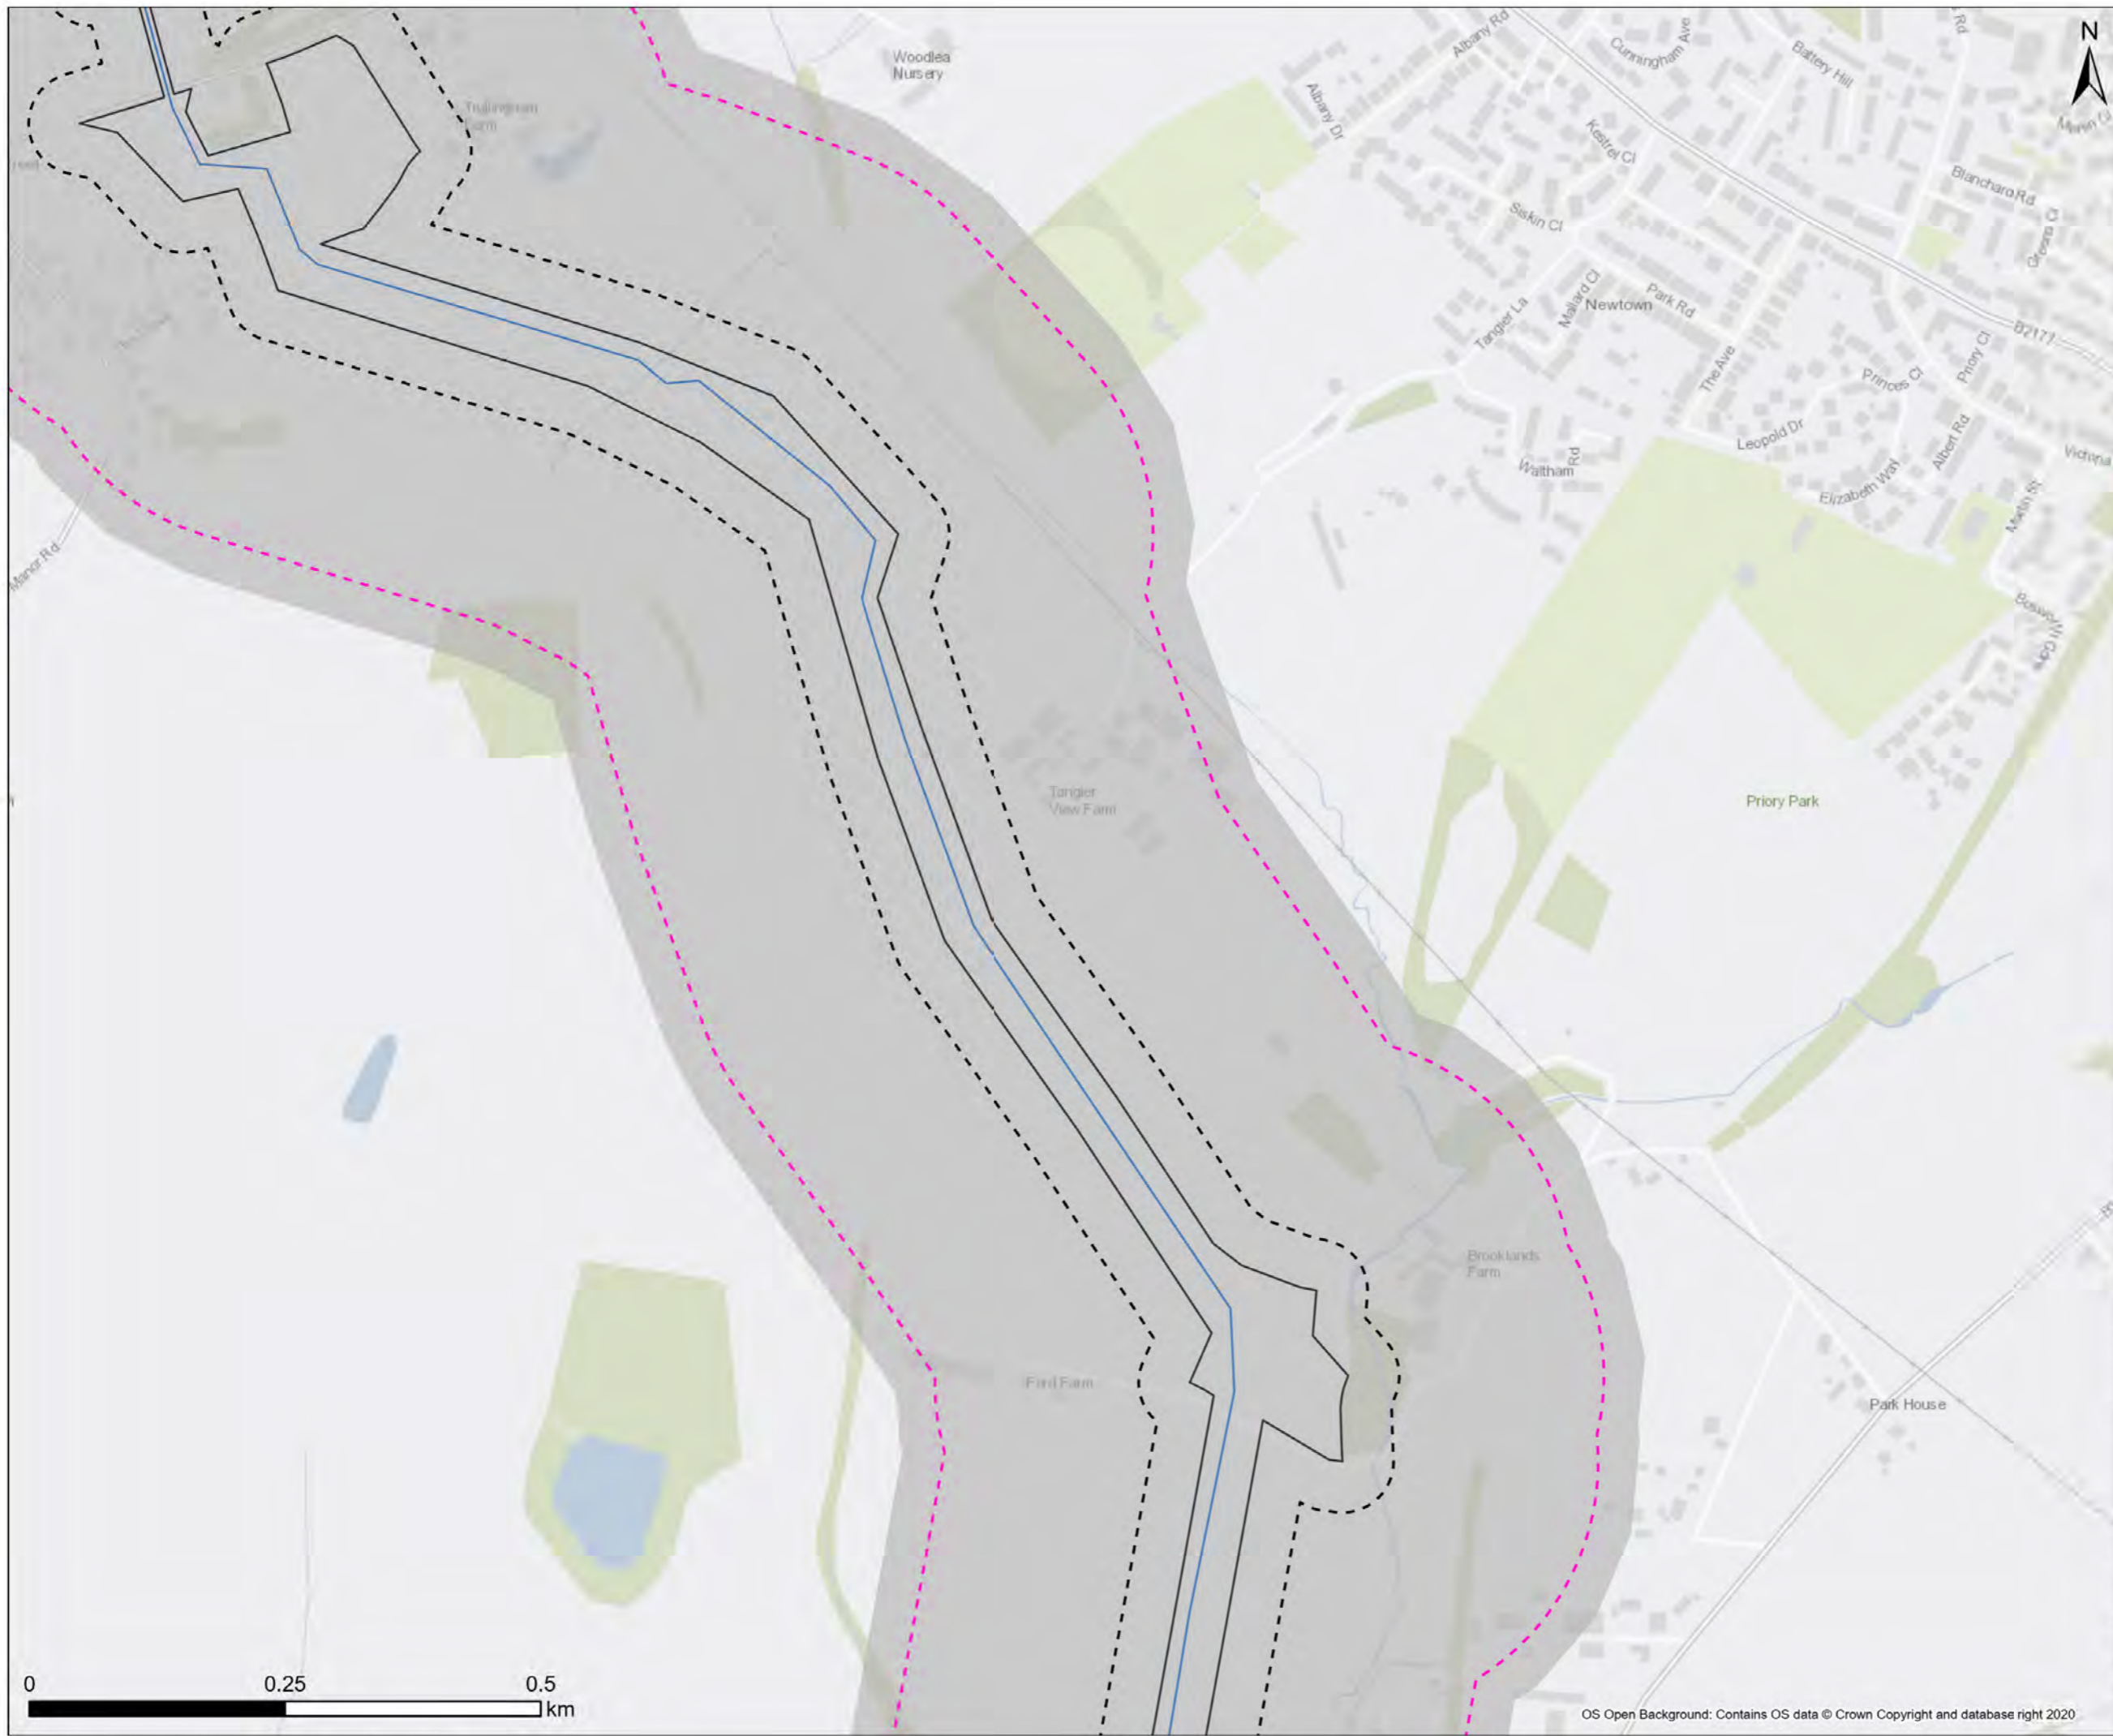 N
Woodlea
Nursery
Albany Rd
Cunningham Ave
Battery Hill
Rd
Albany Dr
Kestrel Cl
Blanchard Rd
Siskin Cl
Mallard Cl
Newtown
Park Rd
Tangier La
B2177
The Ave
Princes Cl
Priory Cl
Leopold Dr
Albert Rd
Victoria
Waltham
Rd
Elizabeth Way
Martin St
Manor Rd
Tangier
View Farm
Priory Park
Brooklands
Farm
Ford Farm
Park House
0
0.25
0.5
km
OS Open Background: Contains OS data © Crown Copyright and database right 2020